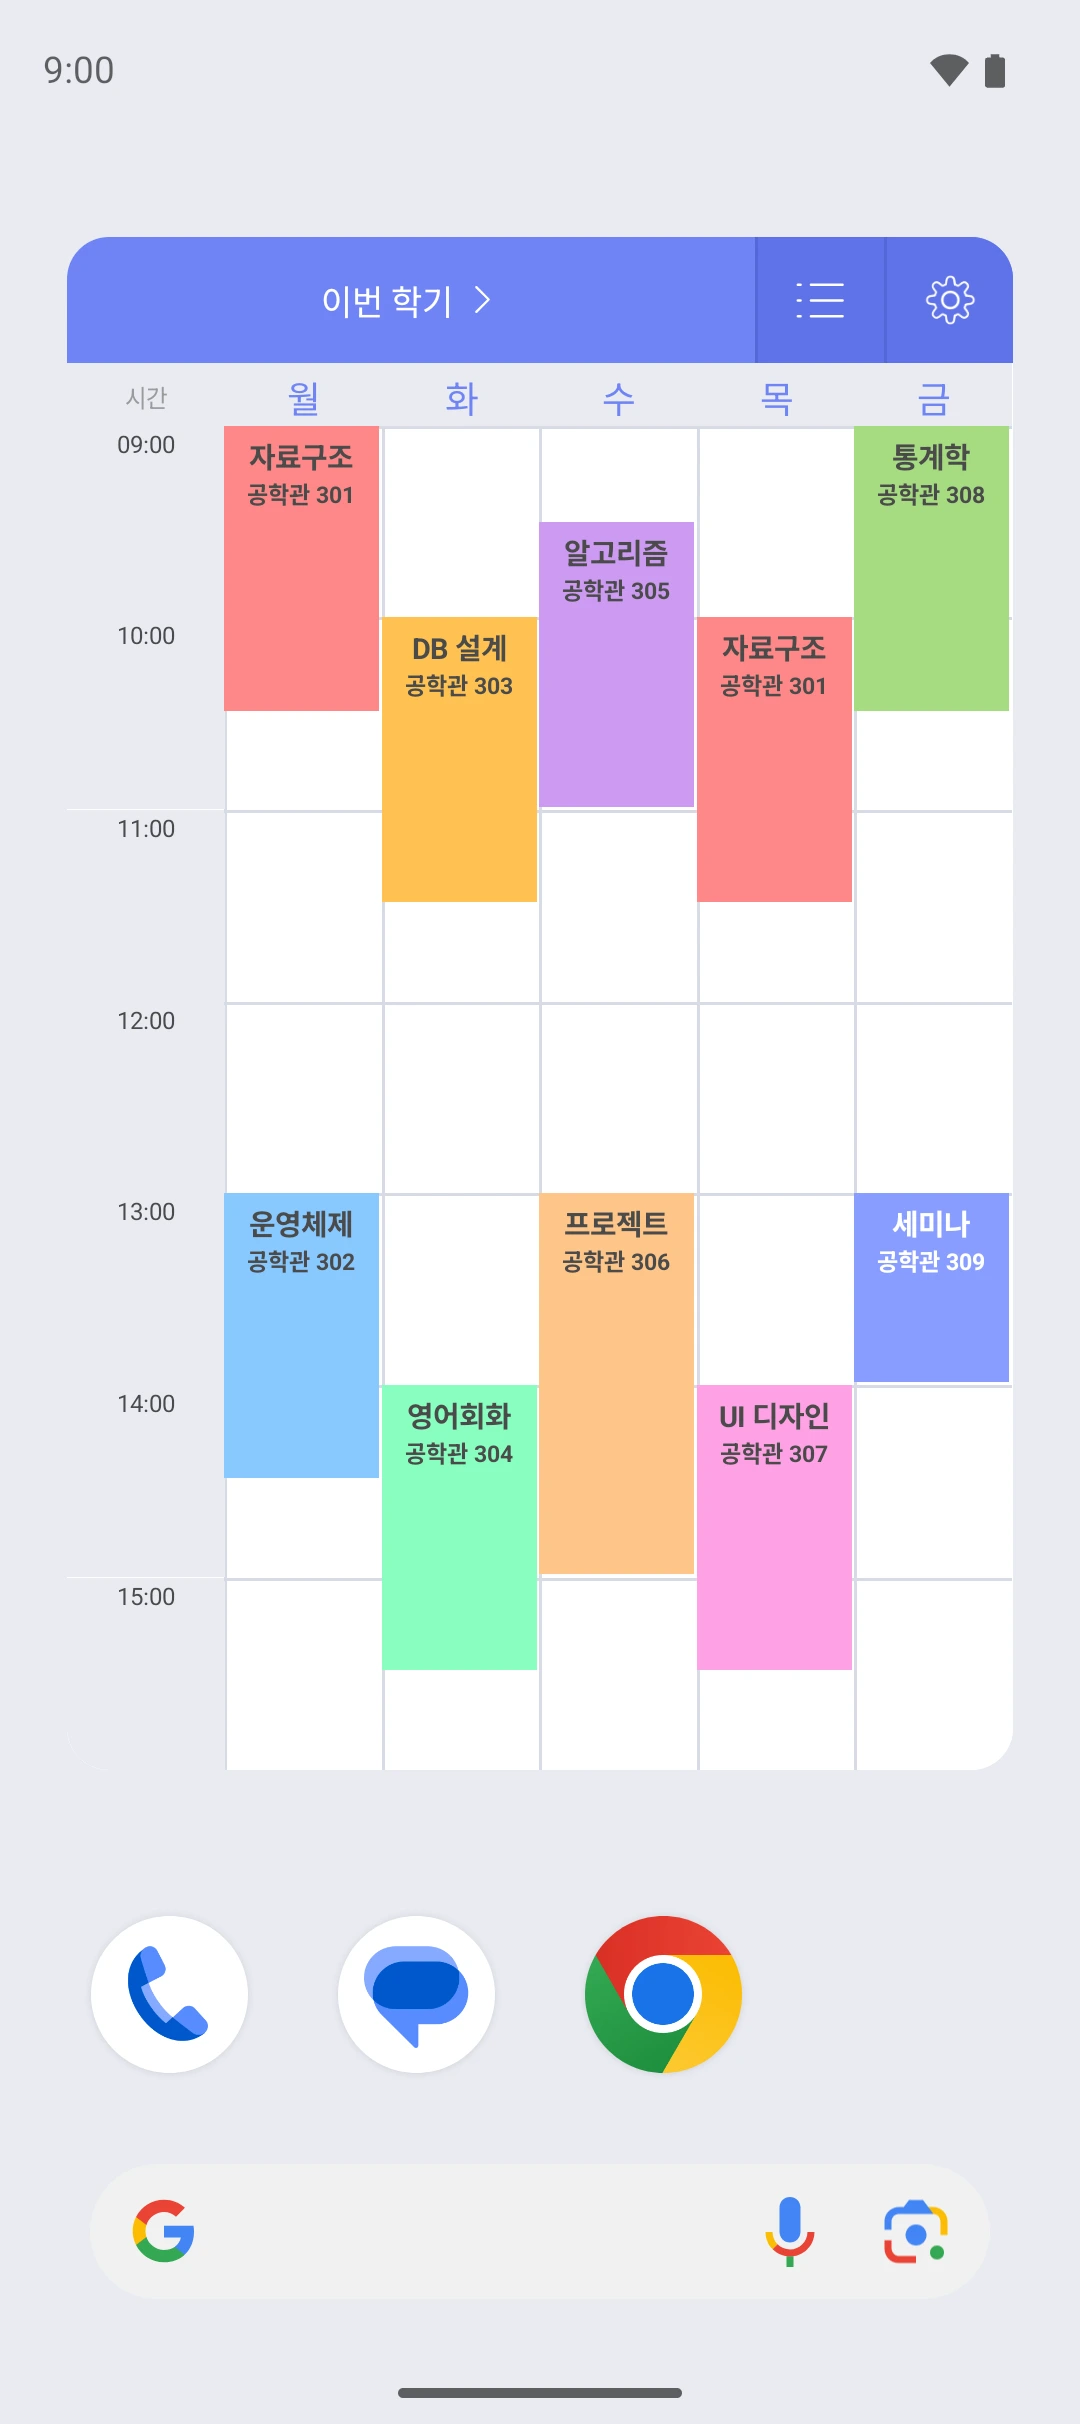 9:00
이번 학기
시간 월 화 수 목 금
09:00
자료구조
공학관 301
통계학
공학관 308
알고리즘
공학관 305
10:00
DB 설계
공학관 303
자료구조
공학관 301
11:00
12:00
13:00
운영체제
공학관 302
프로젝트
공학관 306
세미나
공학관 309
14:00
영어회화
공학관 304
UI 디자인
공학관 307
15:00